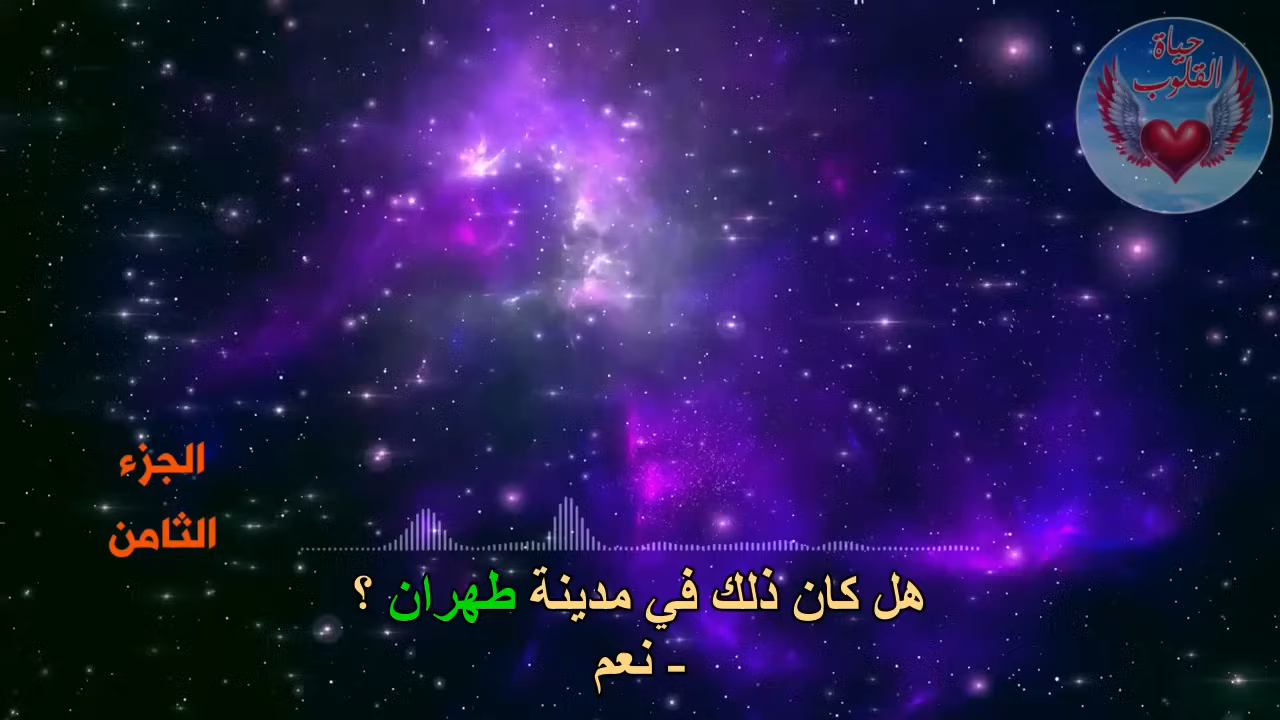 حياة
القلوب
الجزء
الثامن
هل كان ذلك في مدينة طهران ؟
- نعم